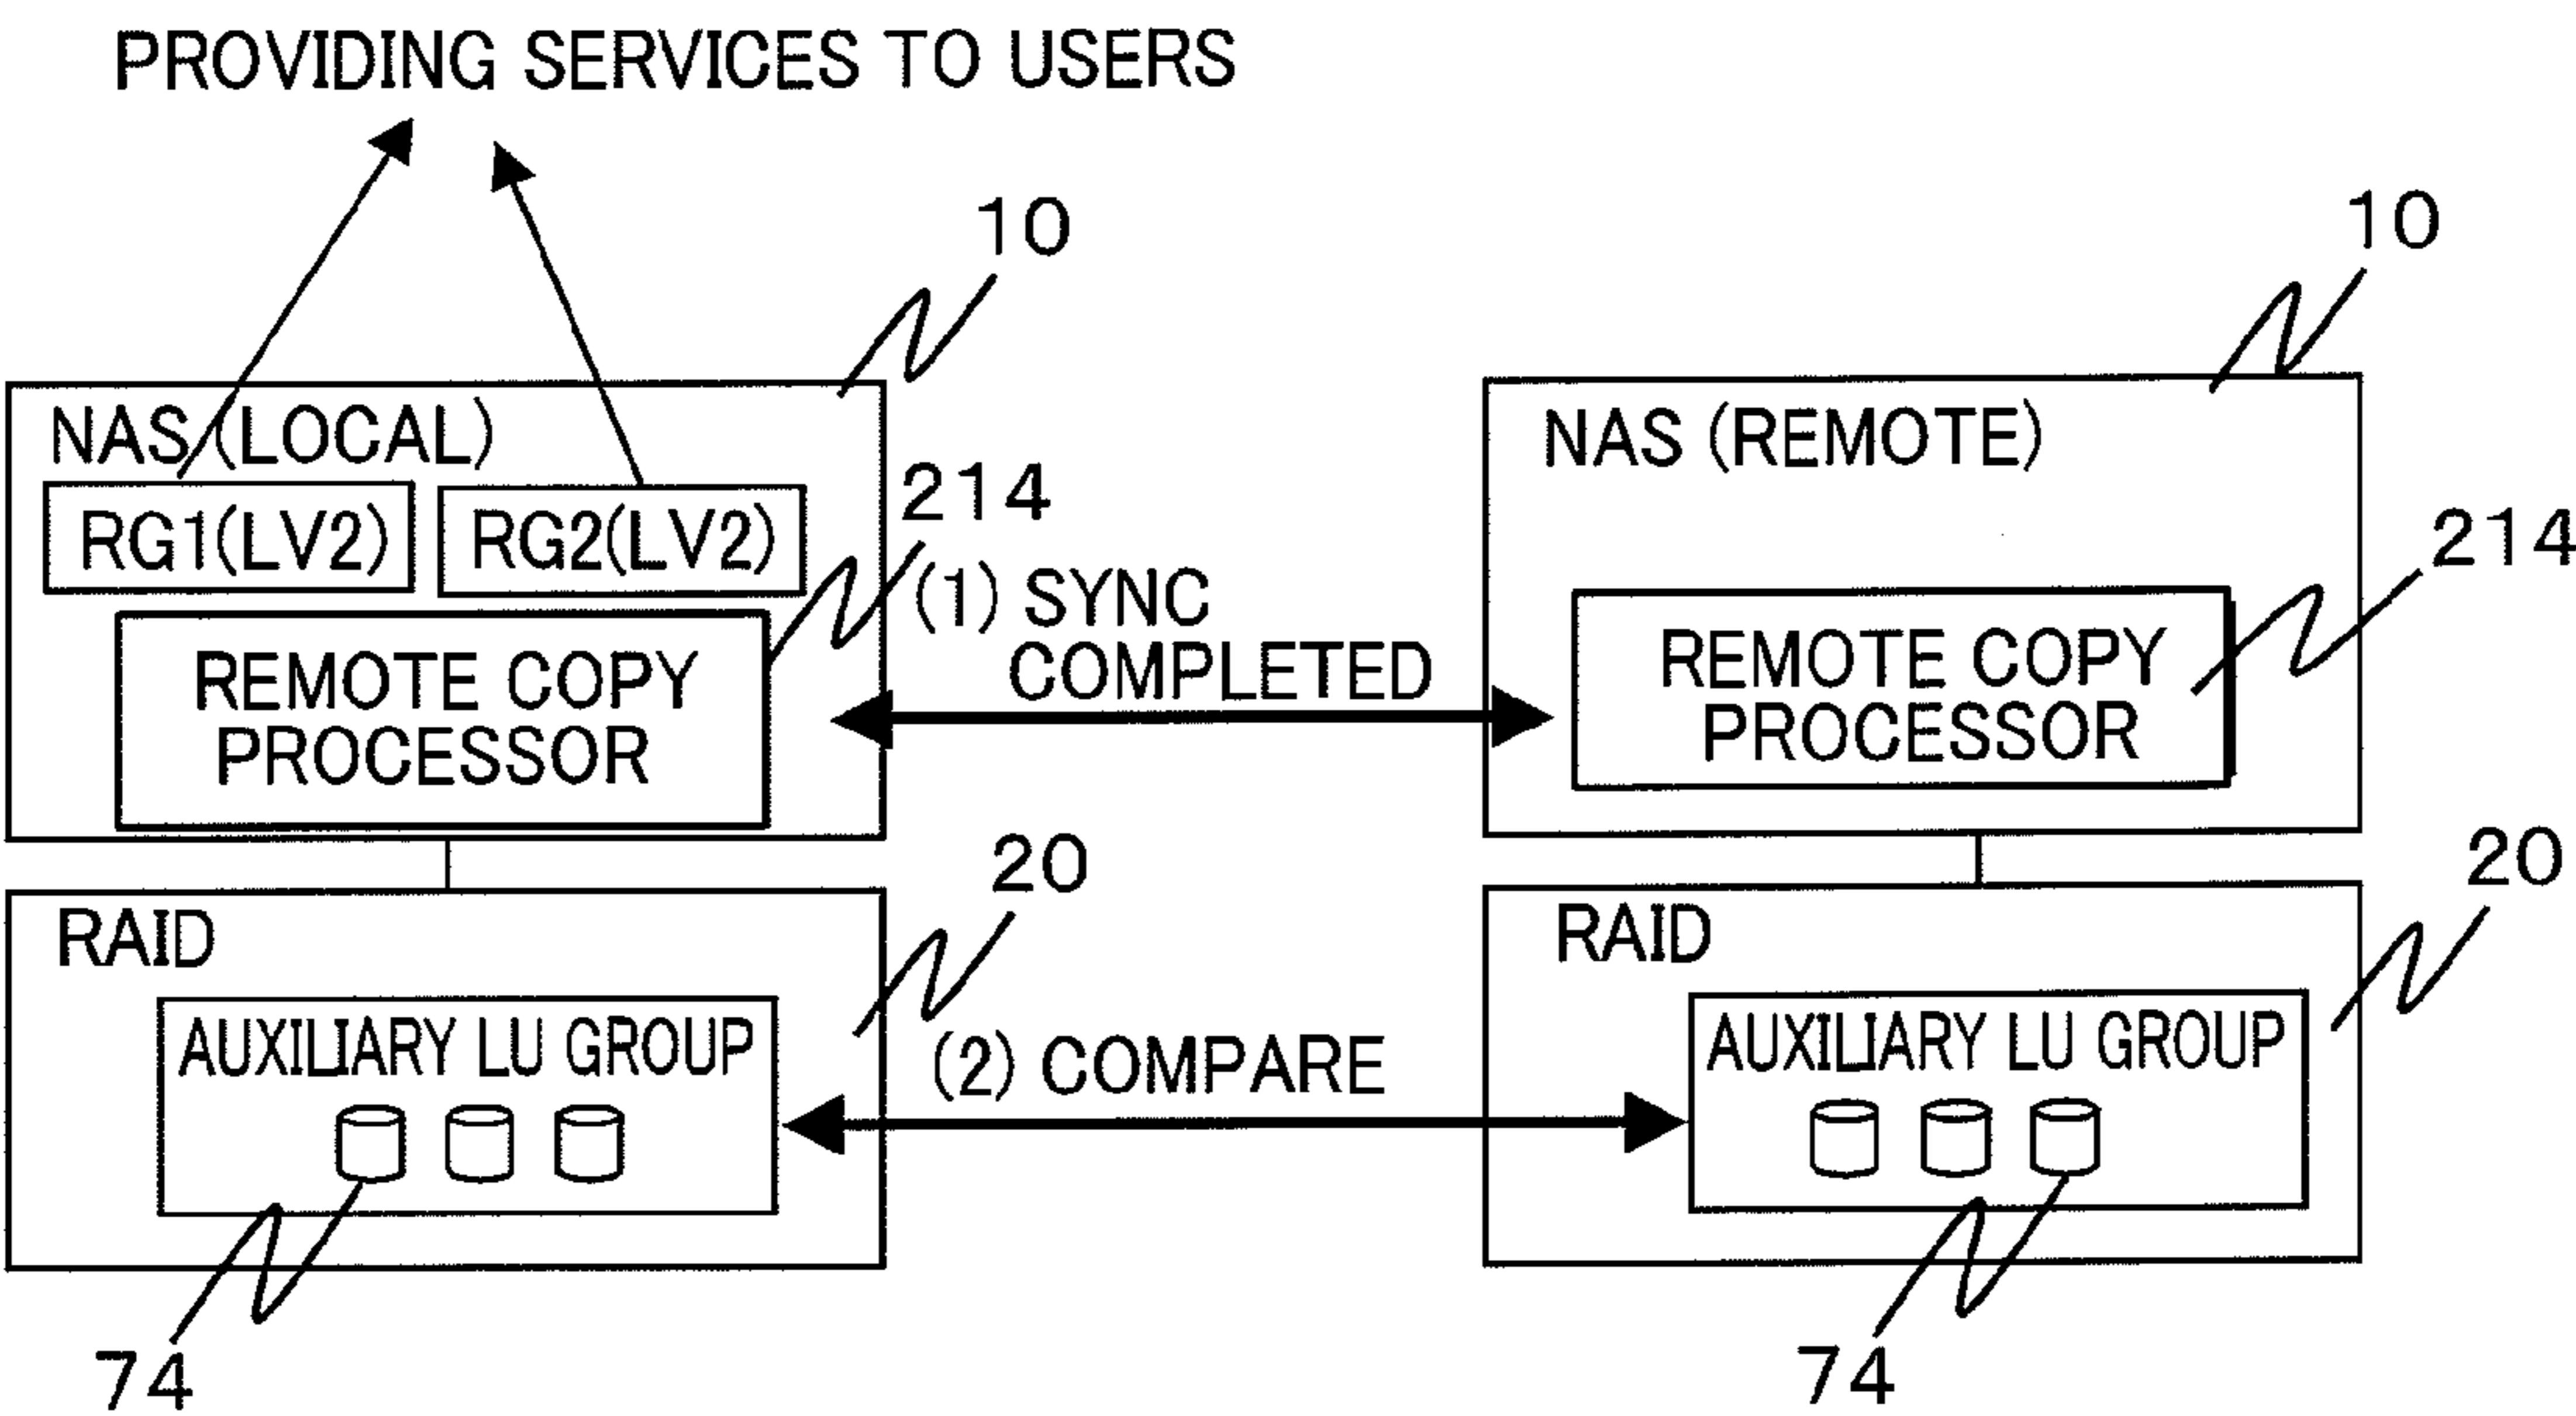 PROVIDING SERVICES TO USERS
10
10
NAS (LOCAL)
RG1(LV2)
RG2(LV2)
214
REMOTE COPY
PROCESSOR
(1) SYNC
COMPLETED
NAS (REMOTE)
214
REMOTE COPY
PROCESSOR
20
RAID
AUXILIARY LU GROUP
74
(2) COMPARE
20
RAID
AUXILIARY LU GROUP
74